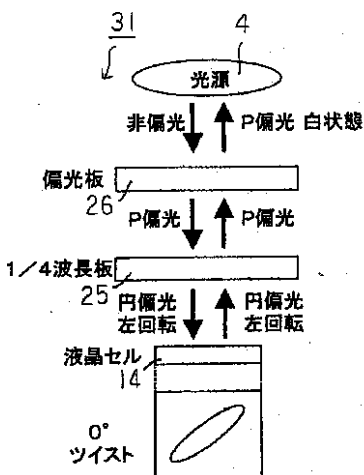 31
4
光源
非偏光
P偏光 白状態
偏光板
26
P偏光
P偏光
1/4波長板
25
円偏光
左回転
円偏光
左回転
液晶セル
14
0°
ツイスト